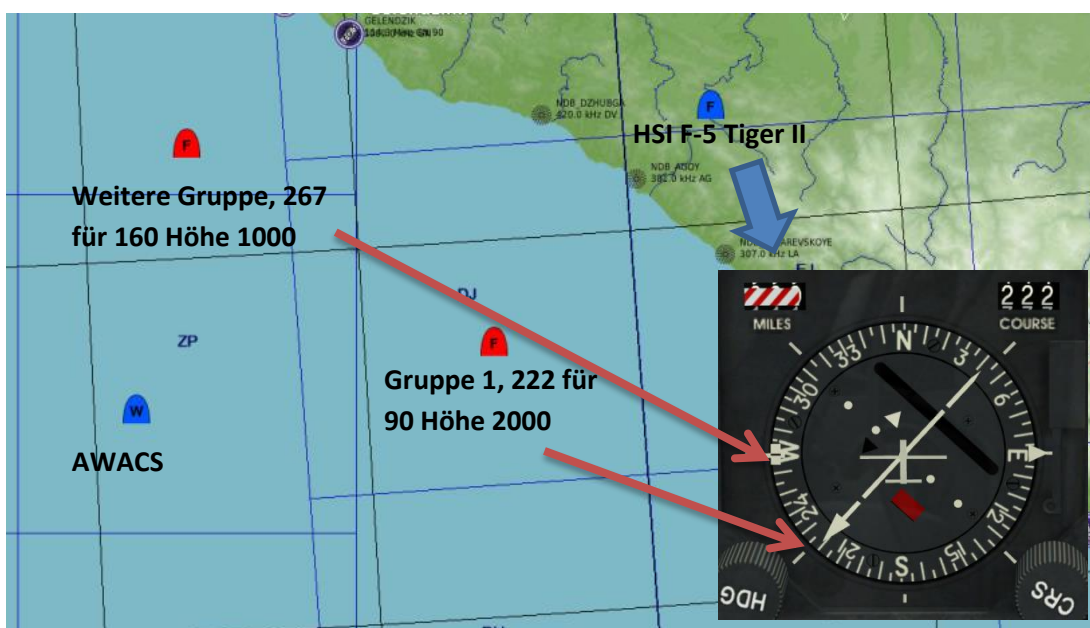 GELENDZIK
F
NDB_DZHUBGA
420.0 kHz DV
F
HSI F-5 Tiger II
F
Weitere Gruppe, 267
für 160 Höhe 1000
NDB_AGOY
381.0 kHz AG
307.0 kHz LA
DJ
ZP
F
Gruppe 1, 222 für
90 Höhe 2000
W
AWACS
MILES
222
COURSE
N
3
6
E
12
15
S
21
24
W
30
33
HDG
CRS